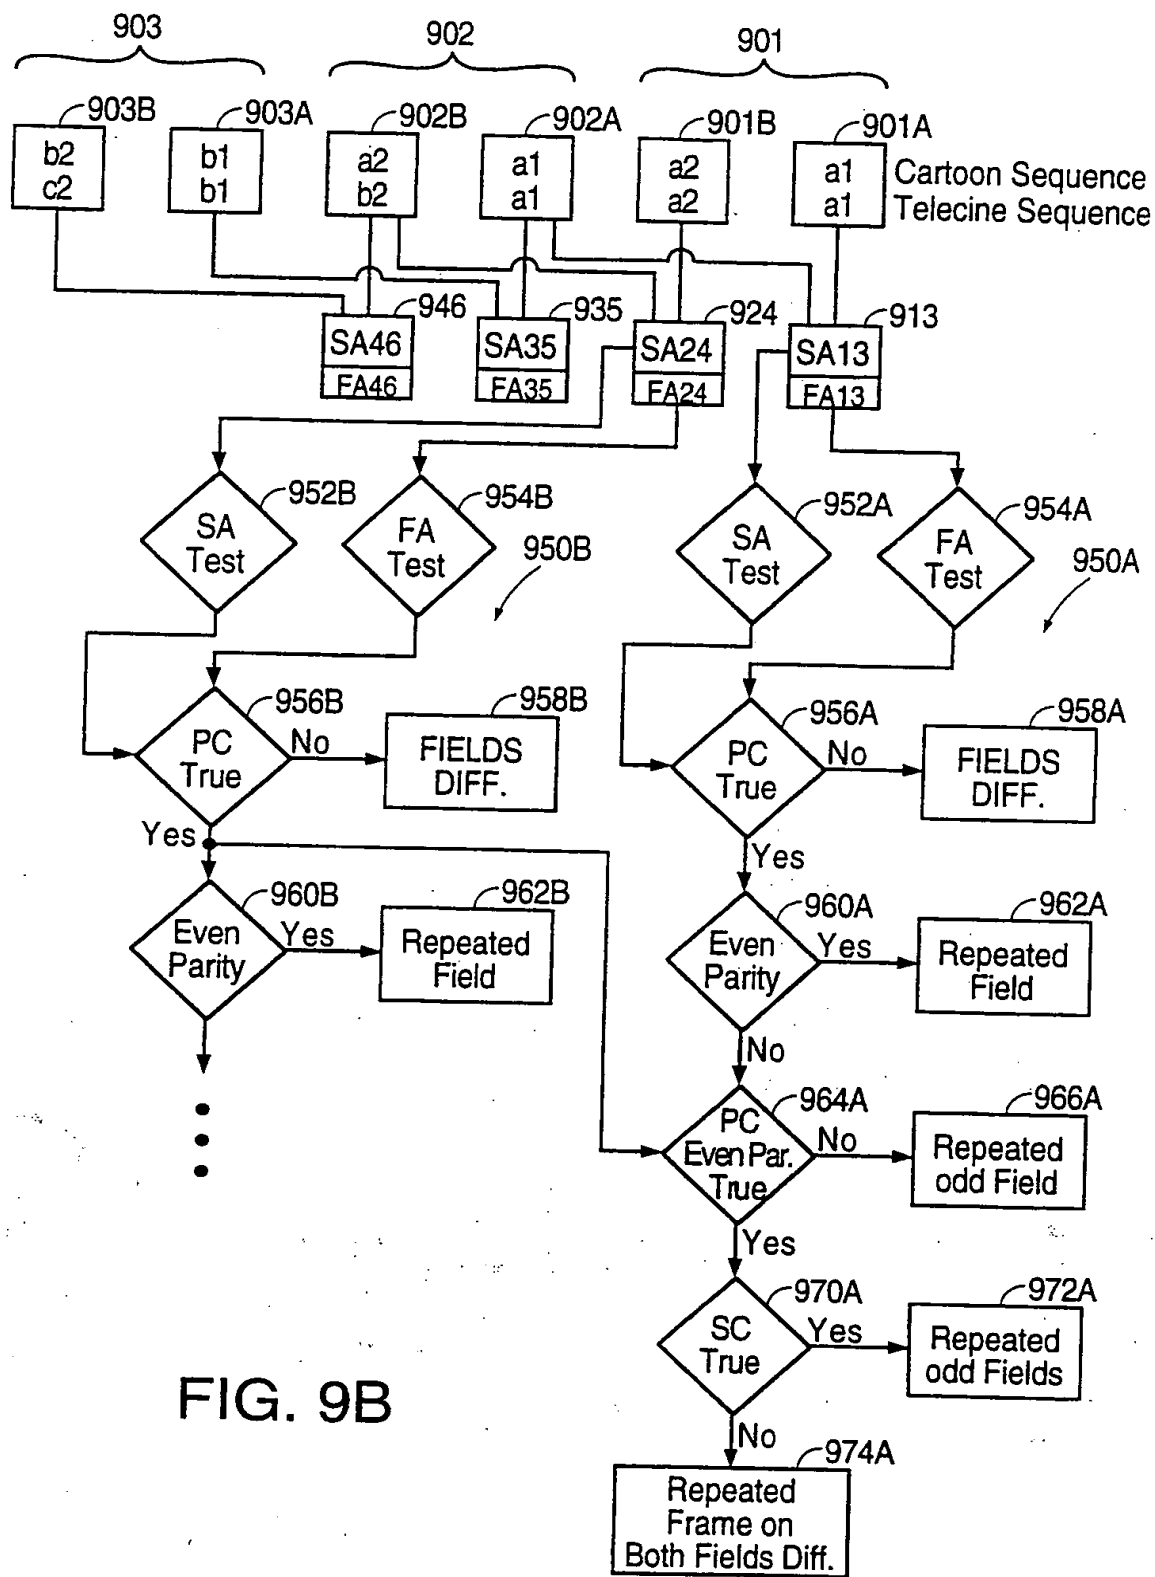 903 902 901
903B 903A 902B 902A 901B 901A
b2 b1 a2 a1 a2 a1 Cartoon Sequence
c2 b1 b2 a1 a2 a1 Telecine Sequence
946 935 924 913
SA46 SA35 SA24 SA13
FA46 FA35 FA24 FA13
952B 954B 952A 954A
SA Test
FA Test
950B
SA Test
FA Test
950A
956B 958B 956A 958A
PC True
No
FIELDS DIFF.
PC True
No
FIELDS DIFF.
Yes Yes
960B 962B 960A 962A
Even Parity
Yes
Repeated Field
Even Parity
Yes
Repeated Field
No
964A 966A
PC
Even Par.
True
No
Repeated
odd Field
Yes
970A 972A
SC
True
Yes
Repeated
odd Fields
No
974A
Repeated
Frame on
Both Fields Diff.
FIG. 9B